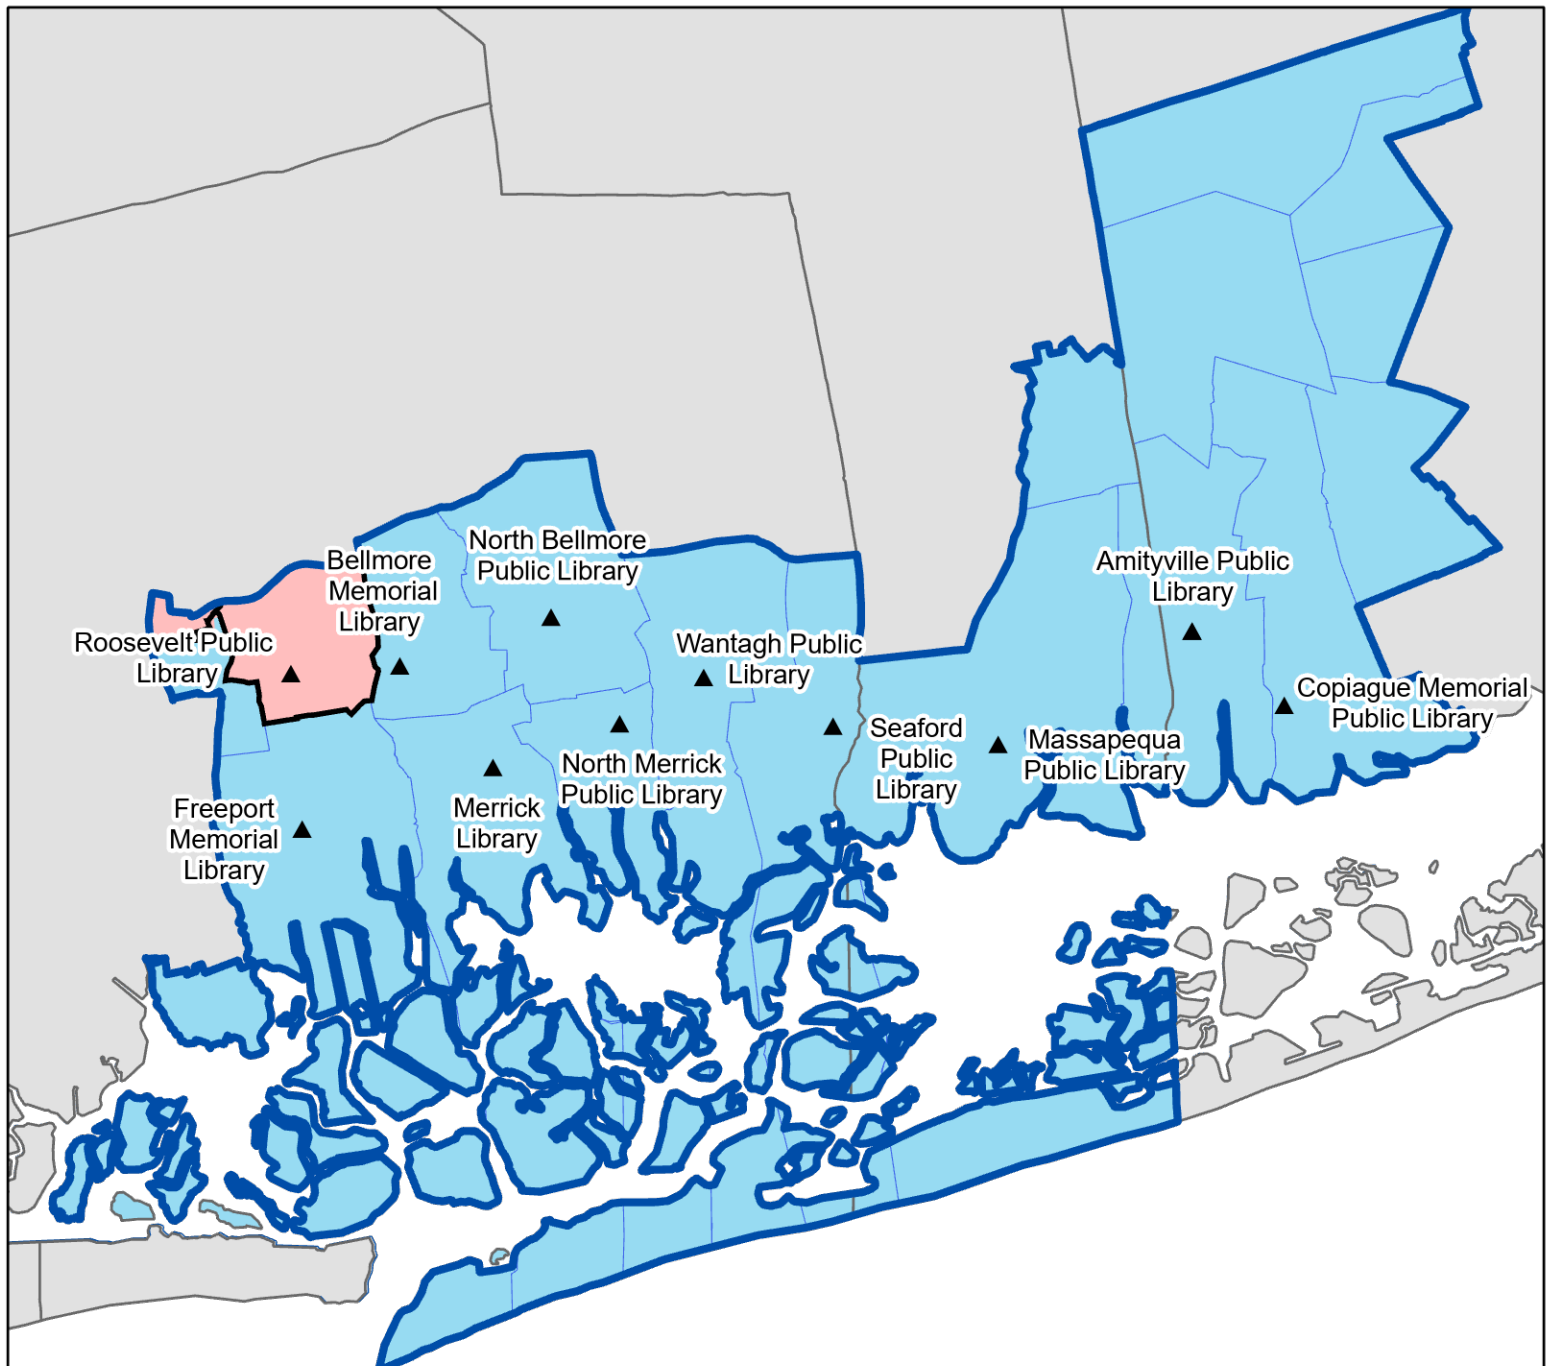 North Bellmore
Public Library
Bellmore
Memorial
Library
Amityville Public
Library
Roosevelt Public
Library
Wantagh Public
Library
Copiague Memorial
Public Library
Seaford
Public
Library
Massapequa
Public Library
North Merrick
Public Library
Merrick
Library
Freeport
Memorial
Library